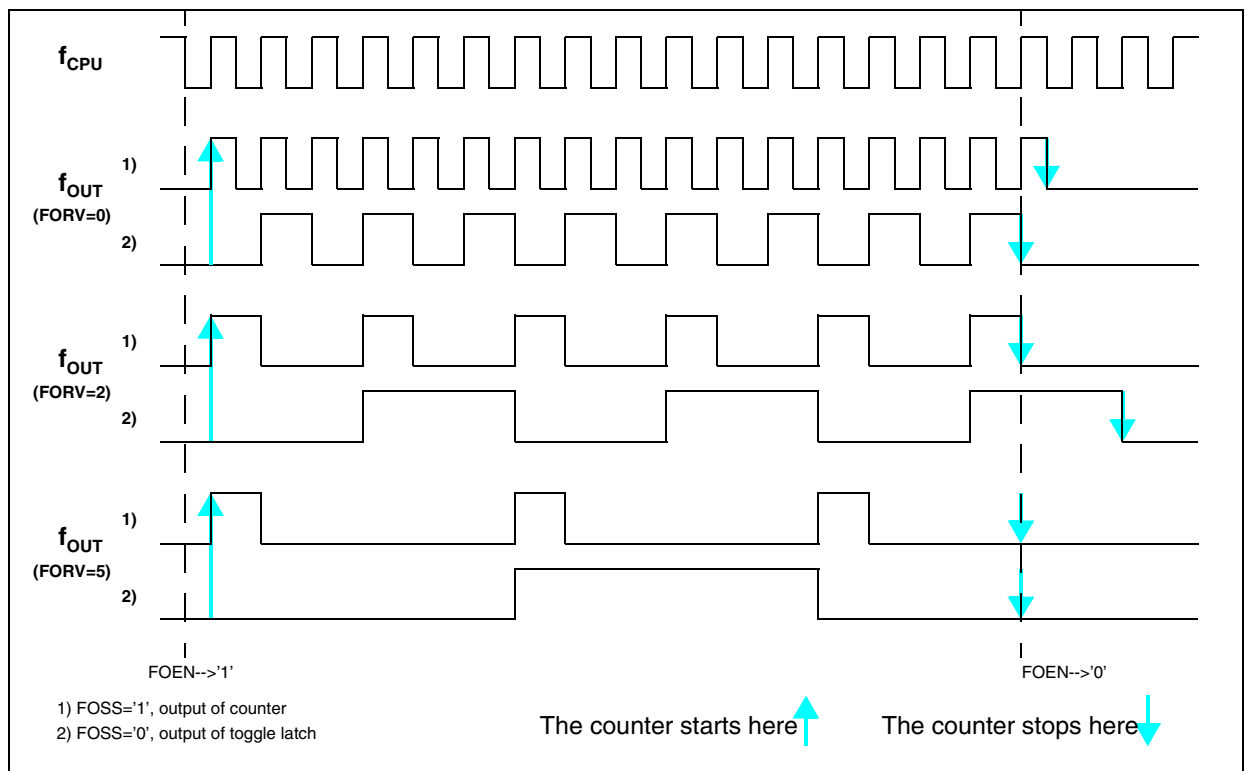 fCPU
1)
fOUT
(FORV=0)
2)
1)
fOUT
(FORV=2)
2)
1)
fOUT
(FORV=5)
2)
FOEN-->'1'
FOEN-->'0'
1) FOSS='1', output of counter
2) FOSS='0', output of toggle latch
The counter starts here
The counter stops here